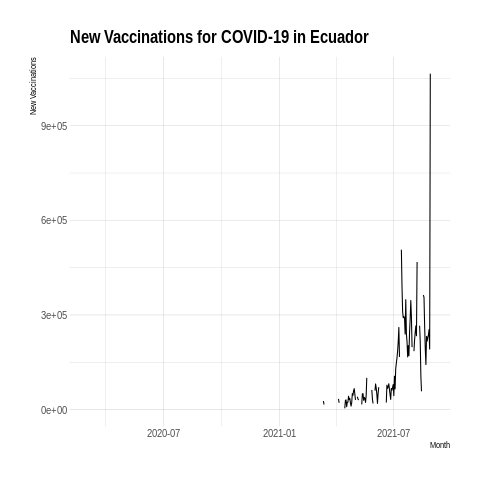 New Vaccinations for COVID-19 in Ecuador
New Vaccinations
9e+05
6e+05
3e+05
0e+00
2020-07
2021-01
2021-07
Month